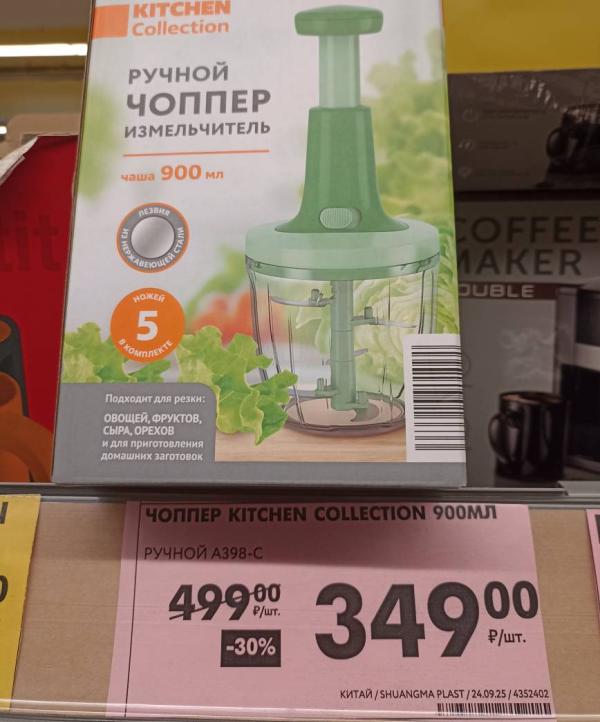 KITCHEN
Collection
РУЧНОЙ
ЧОППЕР
ИЗМЕЛЬЧИТЕЛЬ
чаша 900 мл
ЛЕЗВИЯ
ИЗ НЕРЖАВЕЮЩЕЙ СТАЛИ
НОЖЕЙ
5
В КОМПЛЕКТЕ
Подходит для резки:
ОВОЩЕЙ, ФРУКТОВ,
СЫРА, ОРЕХОВ
и для приготовления
домашних заготовок
COFFEE
MAKER
DOUBLE
ЧОППЕР KITCHEN COLLECTION 900МЛ
РУЧНОЙ A398-C
499 00
₽/шт.
-30%
349 00
₽/шт.
КИТАЙ / SHUANGMA PLAST / 24.09.25 / 4352402